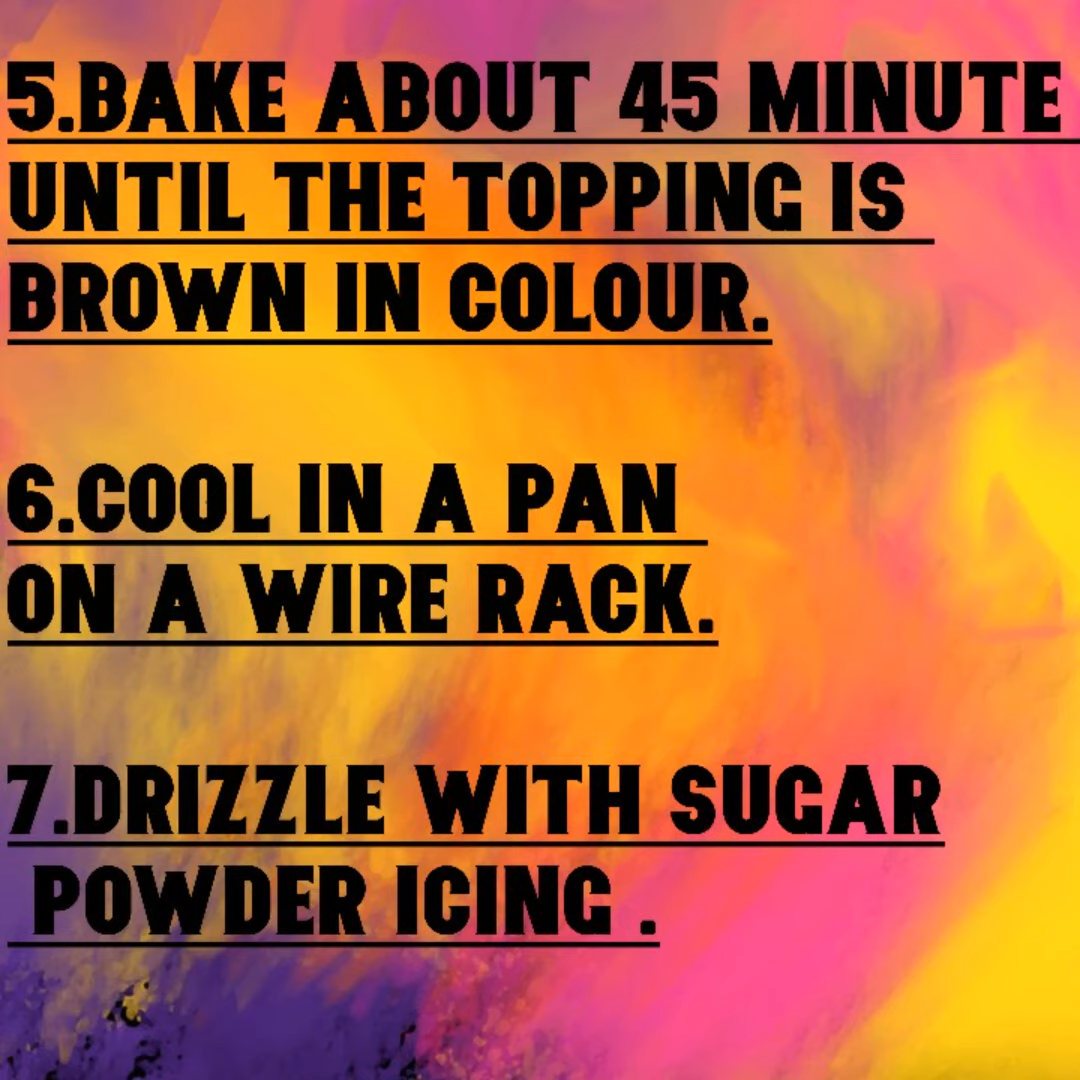 5.BAKE ABOUT 45 MINUTE
UNTIL THE TOPPING IS
BROWN IN COLOUR.
6.COOL IN A PAN
ON A WIRE RACK.
7.DRIZZLE WITH SUGAR
POWDER ICING .